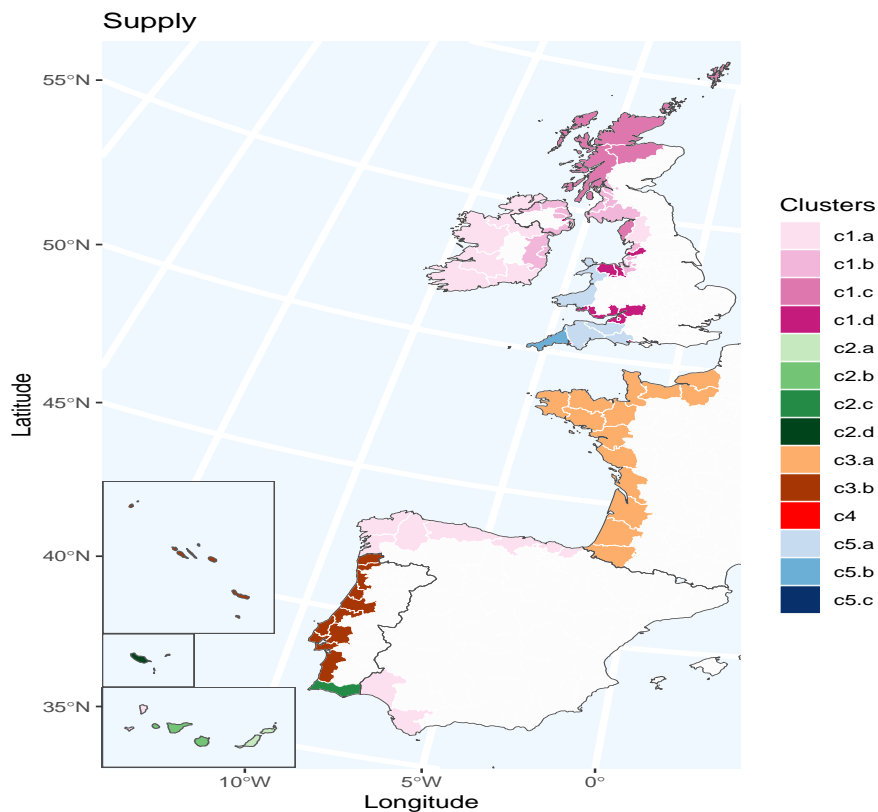 Supply
55°N
50°N
45°N
40°N
35°N
Latitude
10°W
5°W
0°
Longitude
Clusters
c1.a
c1.b
c1.c
c1.d
c2.a
c2.b
c2.c
c2.d
c3.a
c3.b
c4
c5.a
c5.b
c5.c